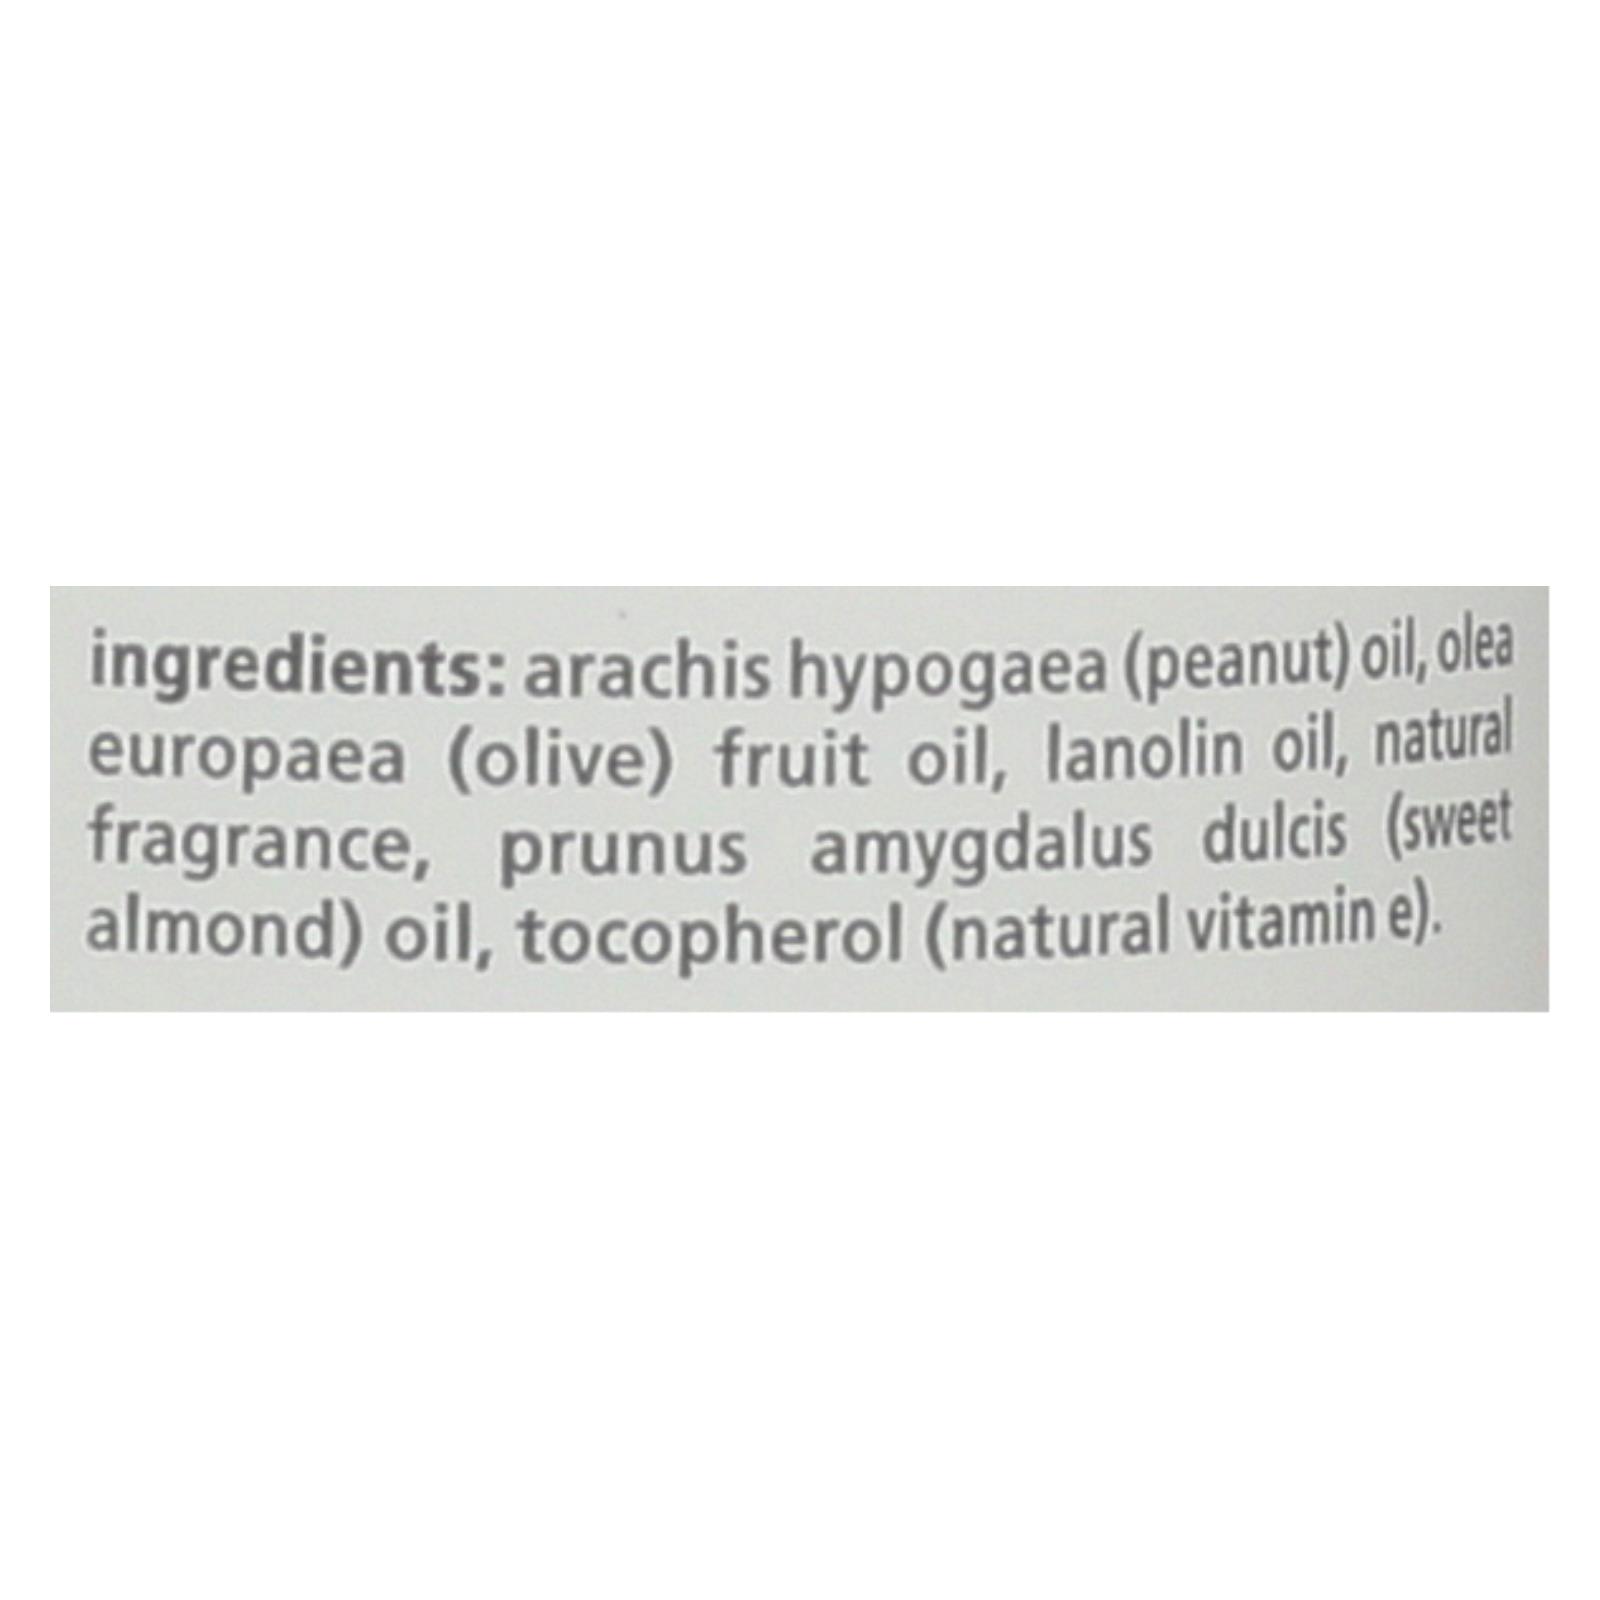 ingredients: arachis hypogaea (peanut) oil, olea
europaea (olive) fruit oil, lanolin oil, natural
fragrance, prunus amygdalus dulcis (sweet
almond) oil, tocopherol (natural vitamin e).